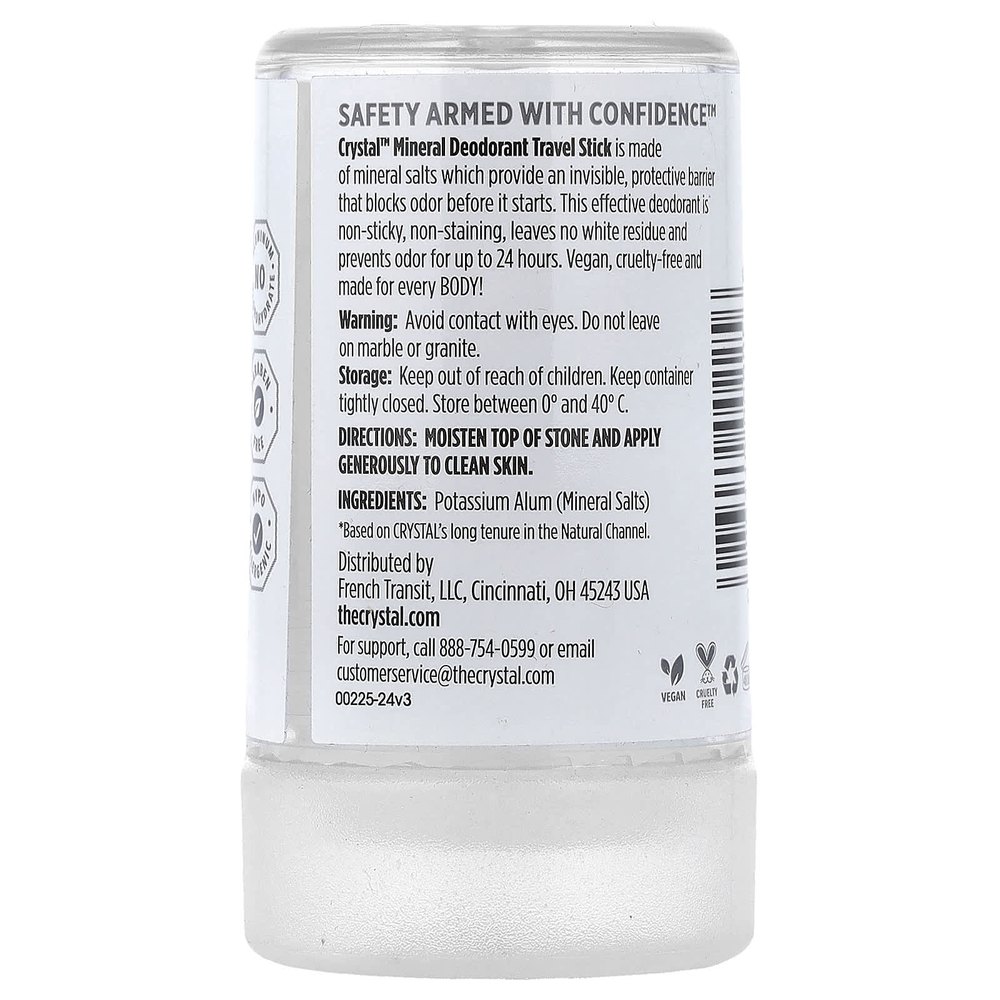 SAFETY ARMED WITH CONFIDENCE™
Crystal™ Mineral Deodorant Travel Stick is made
of mineral salts which provide an invisible, protective barrier
that blocks odor before it starts. This effective deodorant is
non-sticky, non-staining, leaves no white residue and
prevents odor for up to 24 hours. Vegan, cruelty-free and
made for every BODY!
Warning: Avoid contact with eyes. Do not leave
on marble or granite.
Storage: Keep out of reach of children. Keep container
tightly closed. Store between 0° and 40° C.
DIRECTIONS: MOISTEN TOP OF STONE AND APPLY
GENEROUSLY TO CLEAN SKIN.
INGREDIENTS: Potassium Alum (Mineral Salts)
*Based on CRYSTAL's long tenure in the Natural Channel.
Distributed by
French Transit, LLC, Cincinnati, OH 45243 USA
thecrystal.com
For support, call 888-754-0599 or email
customerservice@thecrystal.com
00225-24v3
VEGAN
CRUELTY
FREE
NO
FREE